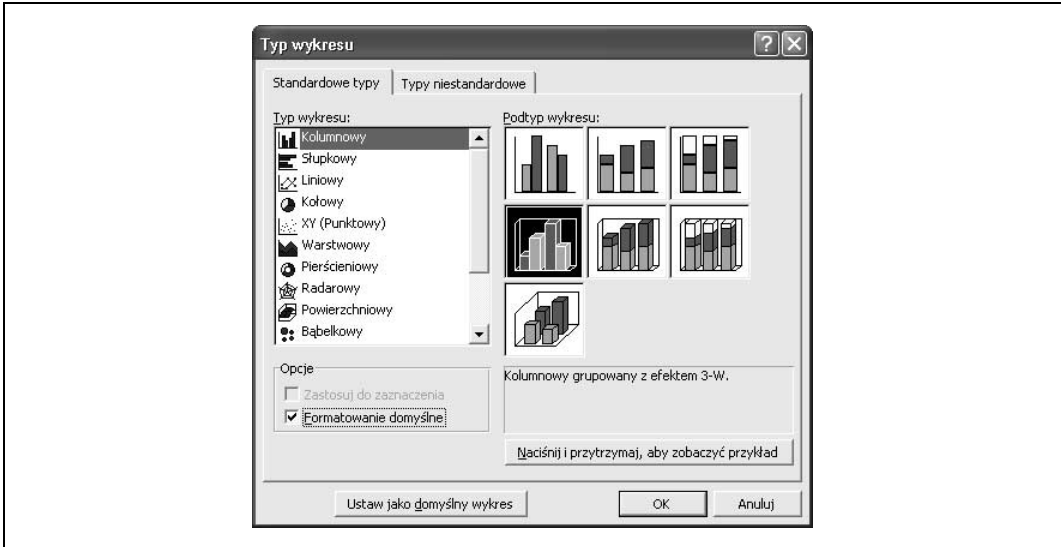 Typ wykresu
Standardowe typy
Typy niestandardowe
Typ wykresu:
Kolumnowy
Słupkowy
Liniowy
Kołowy
XY (Punktowy)
Warstwowy
Pierścieniowy
Radarowy
Powierzchniowy
Bąbelkowy
Podtyp wykresu:
Opcje
Zastosuj do zaznaczenia
Formatowanie domyślne
Kolumnowy grupowany z efektem 3-W.
Naciśnij i przytrzymaj, aby zobaczyć przykład
Ustaw jako domyślny wykres
OK
Anuluj